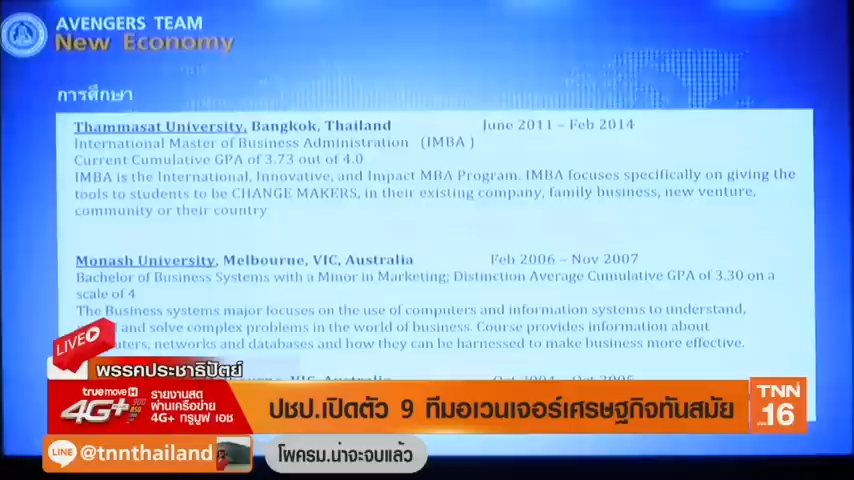 AVENGERS TEAM
New Economy
การศึกษา
Thammasat University, Bangkok, Thailand June 2011 – Feb 2014
International Master of Business Administration (IMBA )
Current Cumulative GPA of 3.73 out of 4.0
IMBA is the International, Innovative, and Impact MBA Program. IMBA focuses specifically on giving the
tools to students to be CHANGE MAKERS, in their existing company, family business, new venture,
community or their country
Monash University, Melbourne, VIC, Australia Feb 2006 – Nov 2007
Bachelor of Business Systems with a Minor in Marketing; Distinction Average Cumulative GPA of 3.30 on a
scale of 4
The Business systems major focuses on the use of computers and information systems to understand,
and solve complex problems in the world of business. Course provides information about
networks and databases and how they can be harnessed to make business more effective.
LIVE
พรรคประชาธิปัตย์
VIC, Australia Oct 2004 – Oct 2005
truemove H
4G+
รายงานสด
ผ่านเครือข่าย
4G+ ทรูมูฟ เอช
ปชป.เปิดตัว 9 ทีมอเวนเจอร์เศรษฐกิจทันสมัย
TNN
16
LINE @tnnthailand
โผครม.น่าจะจบแล้ว